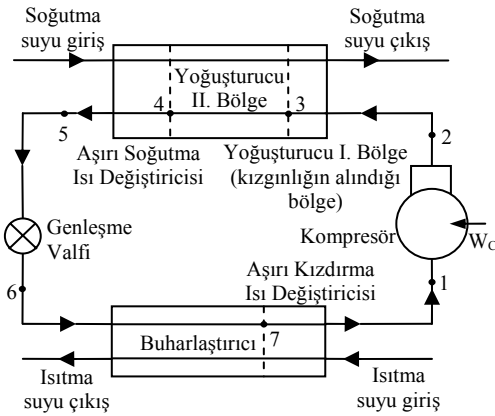 Soğutma
suyu giriş
Soğutma
suyu çıkış
Yoğuşturucu
II. Bölge
4
3
5
2
Aşırı Soğutma
Isı Değiştiricisi
Yoğuşturucu I. Bölge
(kızgınlığın alındığı
bölge)
Genleşme
Valfi
Kompresör
W_C
6
1
Aşırı Kızdırma
Isı Değiştiricisi
7
Buharlaştırıcı
Isıtma
suyu çıkış
Isıtma
suyu giriş